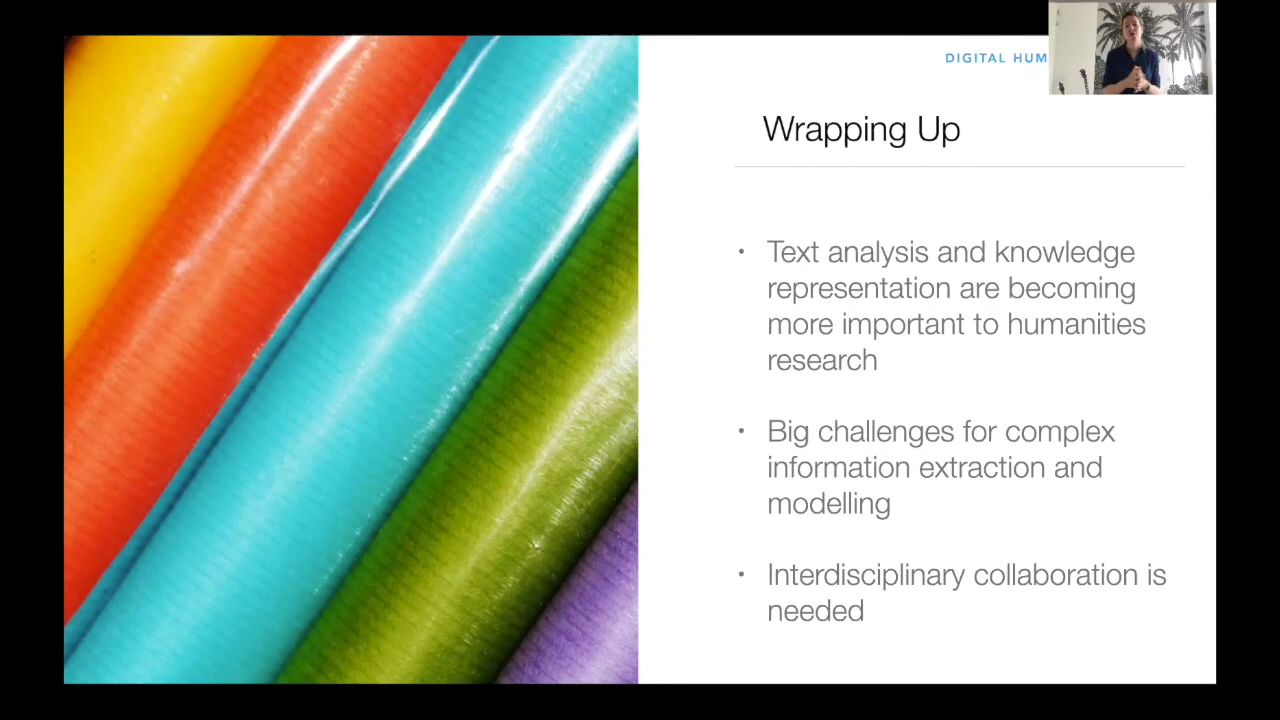 DIGITAL HUM
Wrapping Up
• Text analysis and knowledge
representation are becoming
more important to humanities
research
• Big challenges for complex
information extraction and
modelling
• Interdisciplinary collaboration is
needed